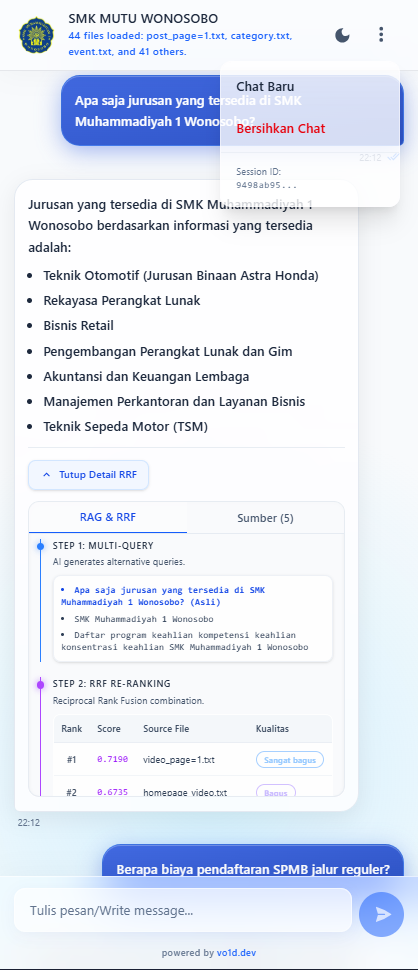 SMK MUTU WONOSOBO
44 files loaded: post_page=1.txt, category.txt,
event.txt, and 41 others.
Chat Baru
Bersihkan Chat
Session ID:
9498ab95...
Apa saja jurusan yang tersedia di SMK
Muhammadiyah 1 Wonosobo?
22:12
Jurusan yang tersedia di SMK Muhammadiyah 1
Wonosobo berdasarkan informasi yang tersedia
adalah:
• Teknik Otomotif (Jurusan Binaan Astra Honda)
• Rekayasa Perangkat Lunak
• Bisnis Retail
• Pengembangan Perangkat Lunak dan Gim
• Akuntansi dan Keuangan Lembaga
• Manajemen Perkantoran dan Layanan Bisnis
• Teknik Sepeda Motor (TSM)
Tutup Detail RRF
RAG & RRF Sumber (5)
STEP 1: MULTI-QUERY
AI generates alternative queries.
• Apa saja jurusan yang tersedia di SMK
Muhammadiyah 1 Wonosobo? (Asli)
• SMK Muhammadiyah 1 Wonosobo
• Daftar program keahlian kompetensi keahlian
konsentrasi keahlian SMK Muhammadiyah 1 Wonosobo
STEP 2: RRF RE-RANKING
Reciprocal Rank Fusion combination.
Rank Score Source File Kualitas
#1 0.7190 video_page=1.txt Sangat bagus
#2 0.6735 homepage_video.txt Bagus
22:12
Berapa biaya pendaftaran SPMB jalur reguler?
Tulis pesan/Write message...
powered by vo1d.dev